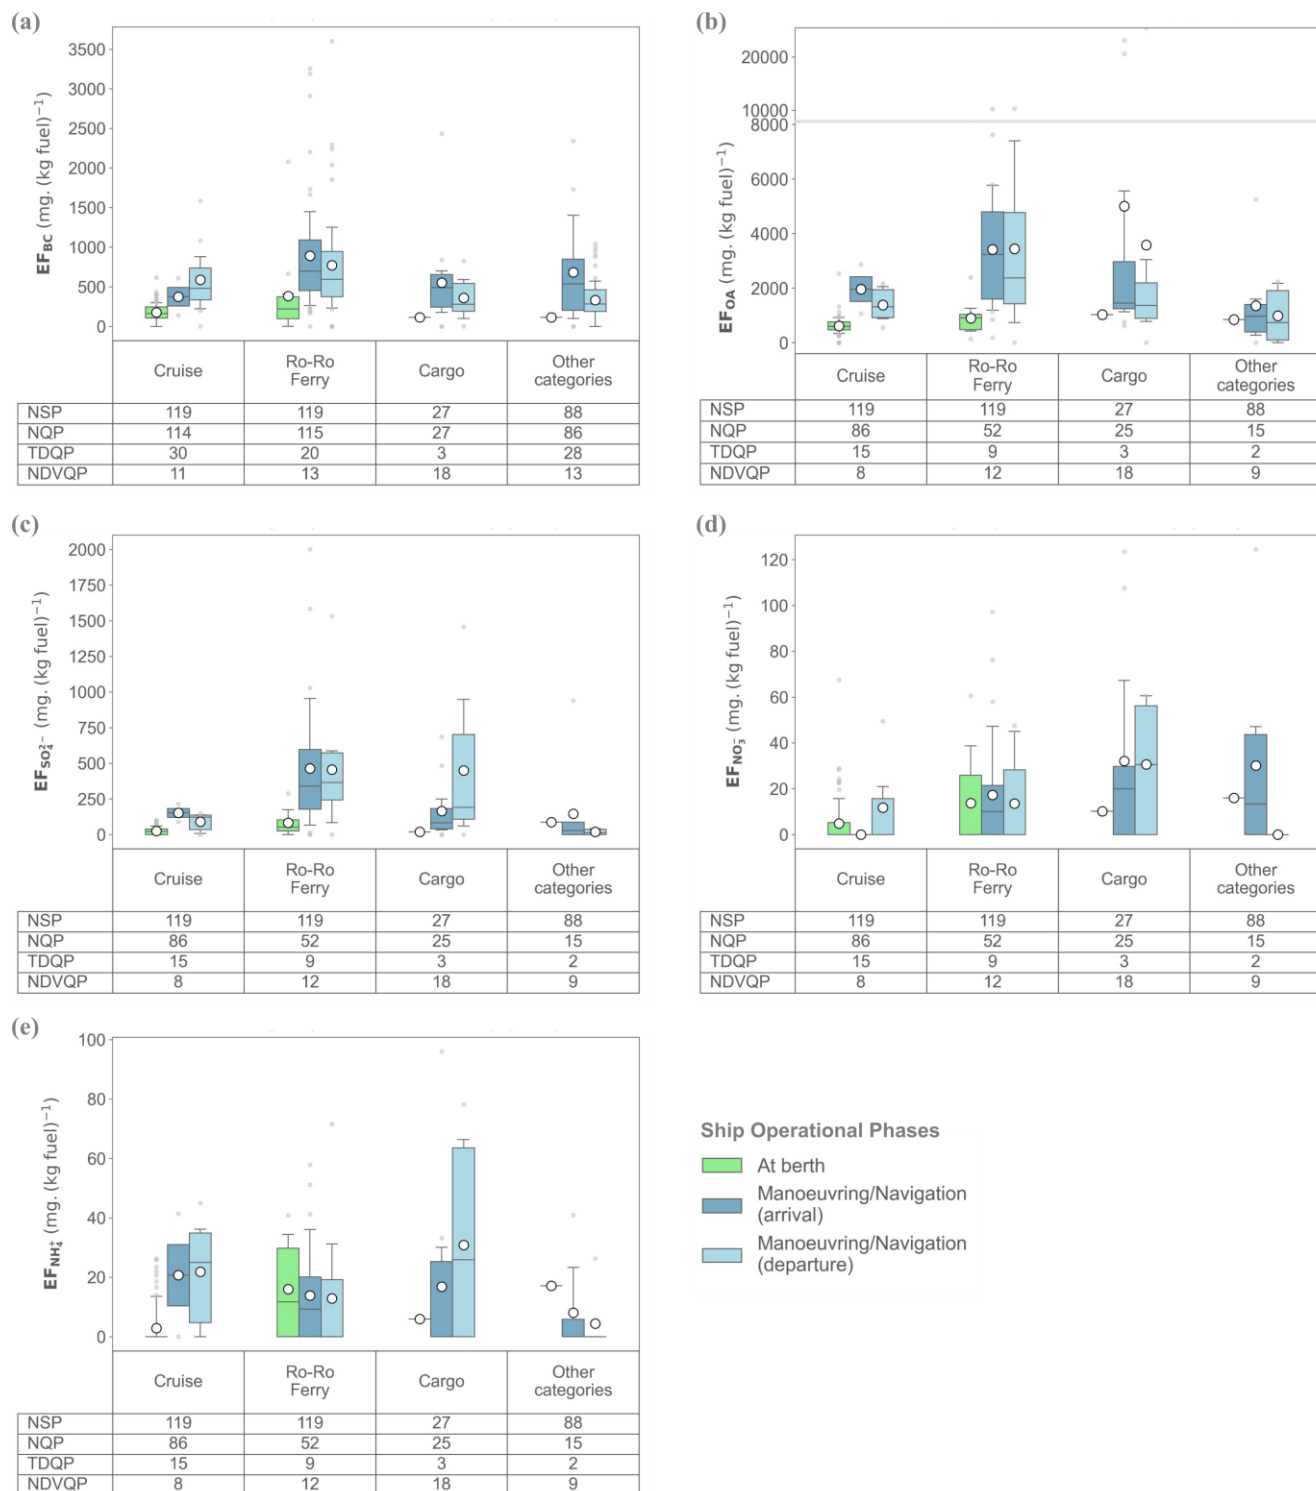 (a)
EF_BC (mg. (kg fuel)⁻¹)
3500
3000
2500
2000
1500
1000
500
0
Cruise Ro-Ro Ferry Cargo Other categories
NSP 119 119 27 88
NQP 114 115 27 86
TDQP 30 20 3 28
NDVQP 11 13 18 13
(b)
EF_OA (mg. (kg fuel)⁻¹)
20000
10000
8000
6000
4000
2000
0
Cruise Ro-Ro Ferry Cargo Other categories
NSP 119 119 27 88
NQP 86 52 25 15
TDQP 15 9 3 2
NDVQP 8 12 18 9
(c)
EF_SO₄²⁻ (mg. (kg fuel)⁻¹)
2000
1750
1500
1250
1000
750
500
250
0
Cruise Ro-Ro Ferry Cargo Other categories
NSP 119 119 27 88
NQP 86 52 25 15
TDQP 15 9 3 2
NDVQP 8 12 18 9
(d)
EF_NO₃⁻ (mg. (kg fuel)⁻¹)
120
100
80
60
40
20
0
Cruise Ro-Ro Ferry Cargo Other categories
NSP 119 119 27 88
NQP 86 52 25 15
TDQP 15 9 3 2
NDVQP 8 12 18 9
(e)
EF_NH₄⁺ (mg. (kg fuel)⁻¹)
100
80
60
40
20
0
Cruise Ro-Ro Ferry Cargo Other categories
NSP 119 119 27 88
NQP 86 52 25 15
TDQP 15 9 3 2
NDVQP 8 12 18 9
Ship Operational Phases
At berth
Manoeuvring/Navigation
(arrival)
Manoeuvring/Navigation
(departure)